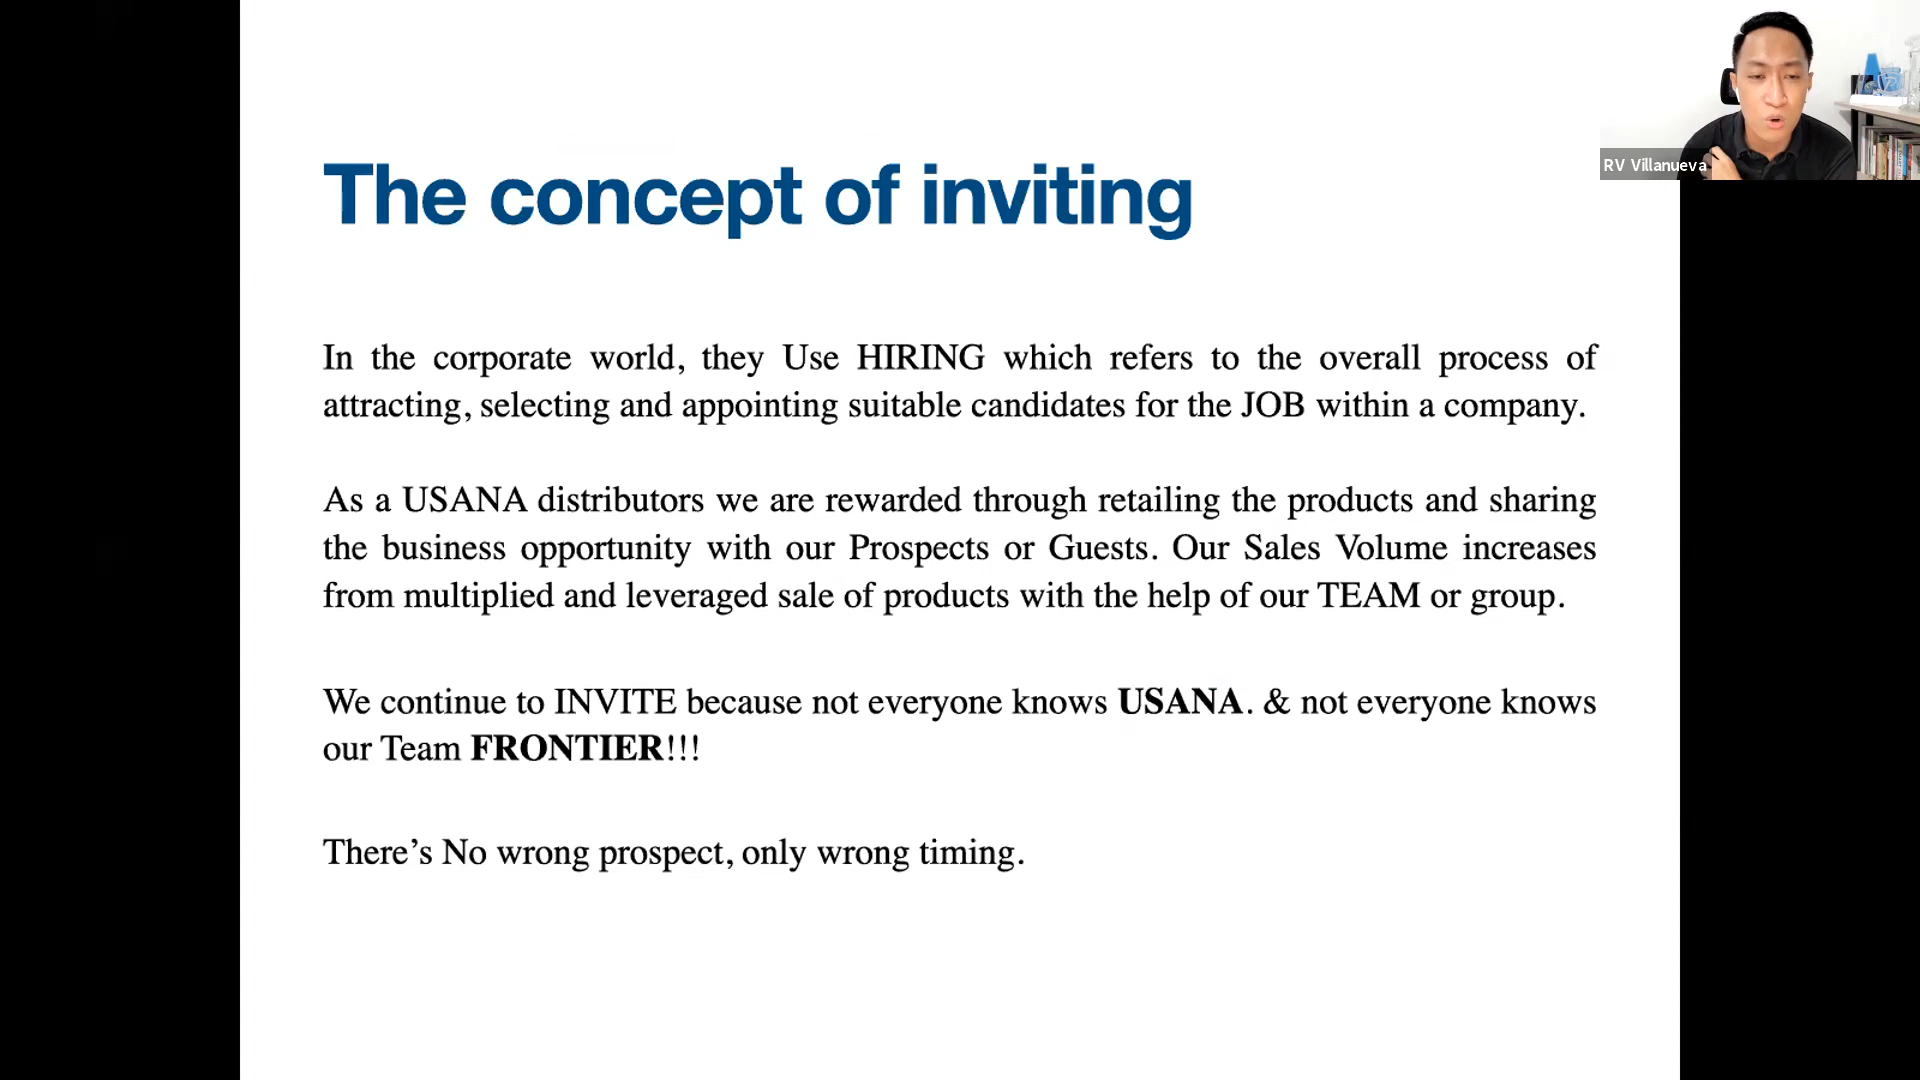 The concept of inviting
RV Villanueva
In the corporate world, they Use HIRING which refers to the overall process of
attracting, selecting and appointing suitable candidates for the JOB within a company.
As a USANA distributors we are rewarded through retailing the products and sharing
the business opportunity with our Prospects or Guests. Our Sales Volume increases
from multiplied and leveraged sale of products with the help of our TEAM or group.
We continue to INVITE because not everyone knows USANA. & not everyone knows
our Team FRONTIER!!!
There’s No wrong prospect, only wrong timing.